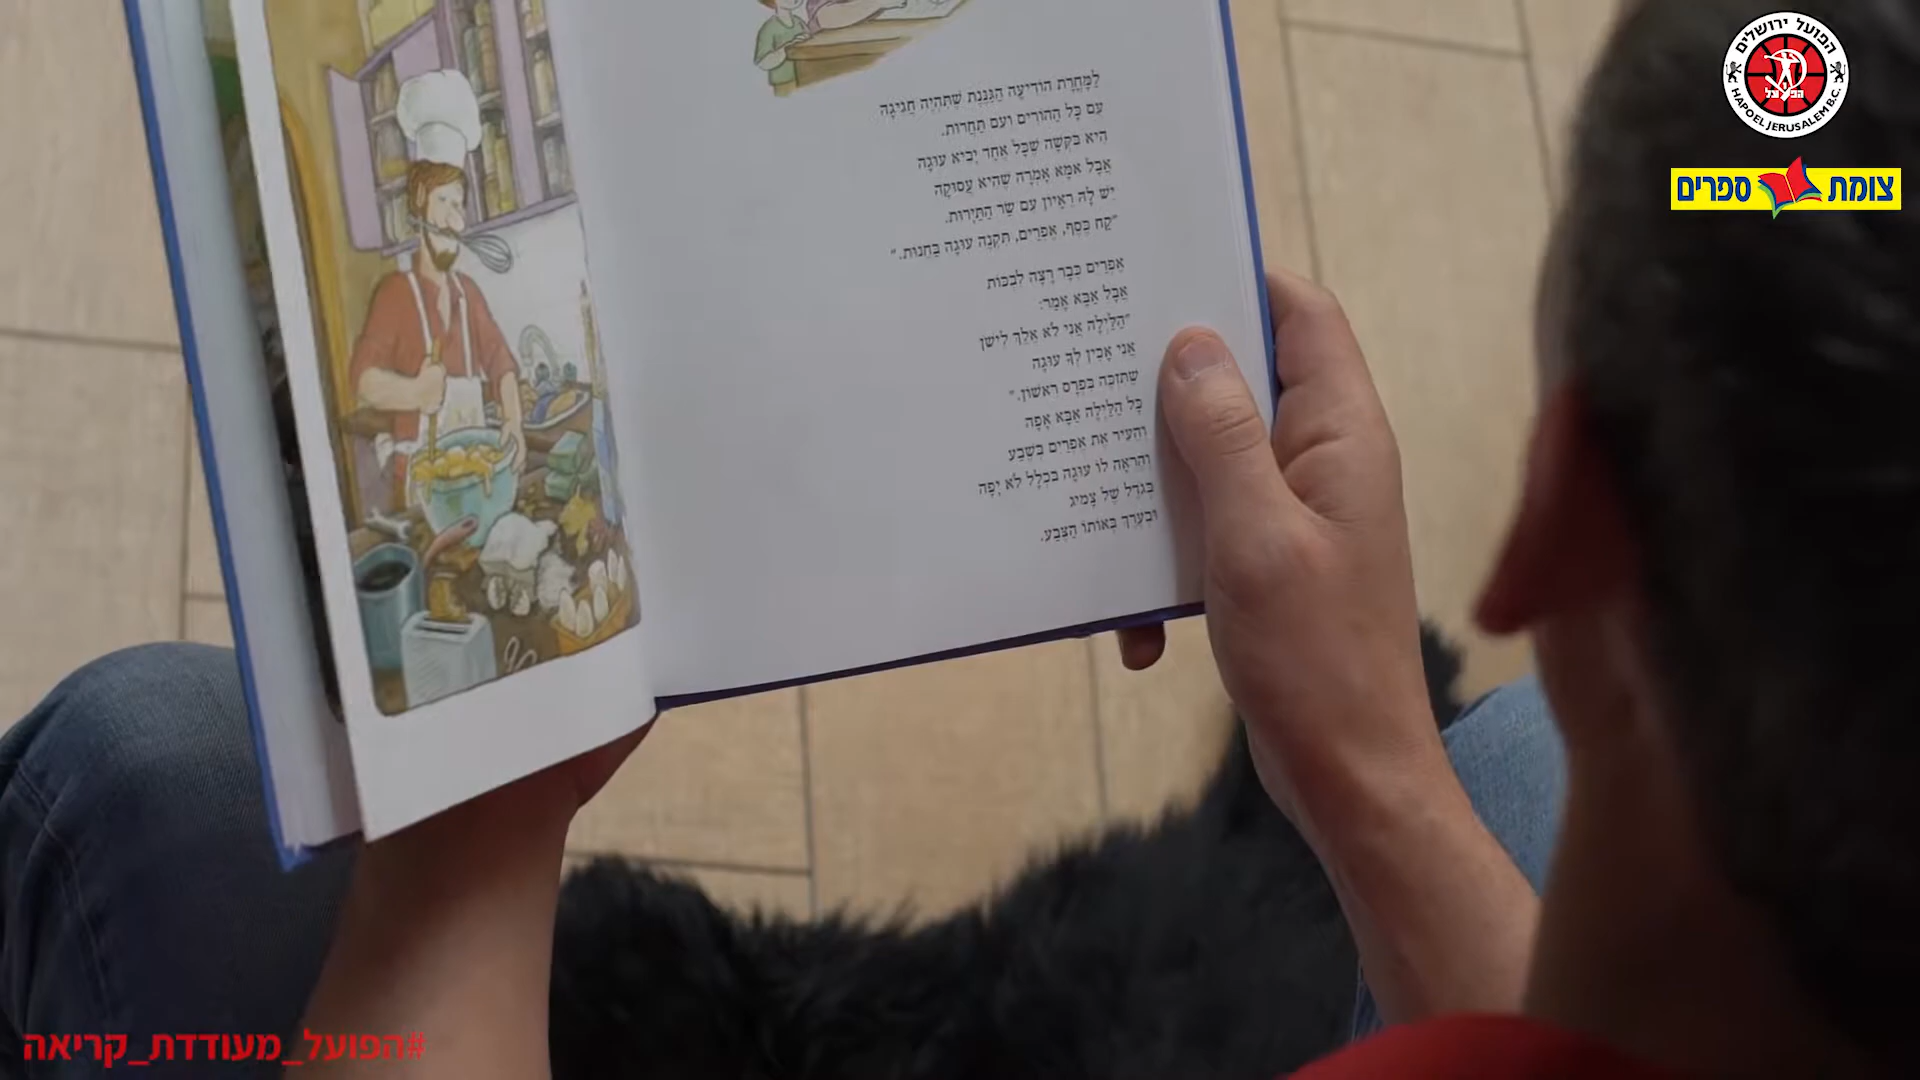 הפועל ירושלים
הפועל
HAPOEL JERUSALEM B.C.
צומת ספרים
לַמָּחֳרָת הוֹדִיעָה הַגַּנֶּנֶת שֶׁתִּהְיֶה חֲגִיגָה
עִם כָּל הַהוֹרִים וְעִם תַּחֲרוּת.
הִיא בִּקְשָׁה שֶׁכָּל אֶחָד יָבִיא עוּגָה
אֲבָל אִמָּא אָמְרָה שֶׁהִיא עֲסוּקָה
יֵשׁ לָהּ רֵאָיוֹן עִם שַׂר הַתַּיָּרוּת.
"קַח כֶּסֶף, אֶפְרַיִם, תִּקְנֶה עוּגָה בַּחֲנוּת."
אֶפְרַיִם כְּבָר רָצָה לִבְכּוֹת
אֲבָל אַבָּא אָמַר:
"הַלַּיְלָה אֲנִי לֹא אֵלֵךְ לִישֹׁן
אֲנִי אָכִין לְךָ עוּגָה
שֶׁתִּזְכֶּה בִּפְרָס רִאשׁוֹן."
כָּל הַלַּיְלָה אַבָּא אָפָה
וְהֵעִיר אֶת אֶפְרַיִם בְּשֶׁבַע
וְהֶרְאָה לוֹ עוּגָה בִּכְלָל לֹא יָפָה
בְּגֹדֶל שֶׁל צְמִיג
וּבְעֵרֶךְ בְּאוֹתוֹ הַצֶּבַע.
#הפועל_מעודדת_קריאה